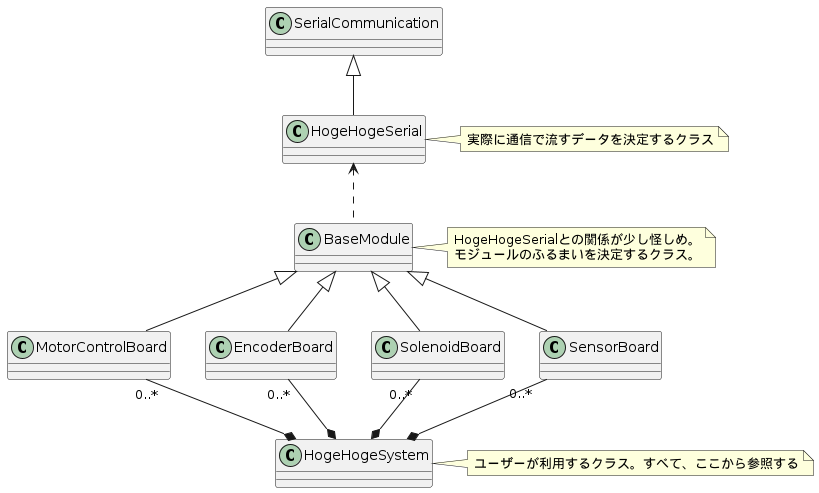 C SerialCommunication
C HogeHogeSerial
実際に通信で流すデータを決定するクラス
C BaseModule
HogeHogeSerialとの関係が少し怪しめ。
モジュールのふるまいを決定するクラス。
C MotorControlBoard
C EncoderBoard
C SolenoidBoard
C SensorBoard
0..*
0..*
0..*
0..*
C HogeHogeSystem
ユーザーが利用するクラス。すべて、ここから参照する